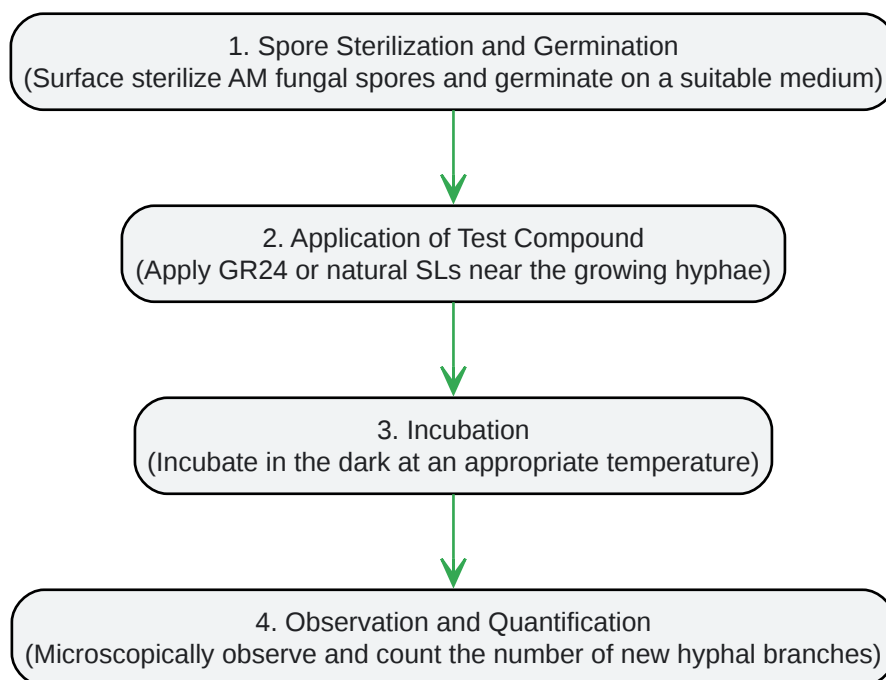 1. Spore Sterilization and Germination
(Surface sterilize AM fungal spores and germinate on a suitable medium)
2. Application of Test Compound
(Apply GR24 or natural SLs near the growing hyphae)
3. Incubation
(Incubate in the dark at an appropriate temperature)
4. Observation and Quantification
(Microscopically observe and count the number of new hyphal branches)